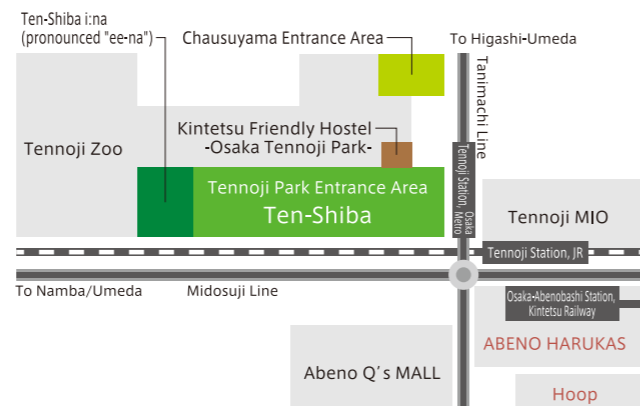 Ten-Shiba i:na
(pronounced "ee-na")
Chausuyama Entrance Area
To Higashi-Umeda
Tanimachi Line
Tennoji Zoo
Kintetsu Friendly Hostel
-Osaka Tennoji Park-
Tennoji Station, Osaka
Metro
Tennoji Park Entrance Area
Ten-Shiba
Tennoji MIO
Tennoji Station, JR
To Namba/Umeda
Midosuji Line
Osaka-Abenobashi Station,
Kintetsu Railway
ABENO HARUKAS
Abeno Q's MALL
Hoop